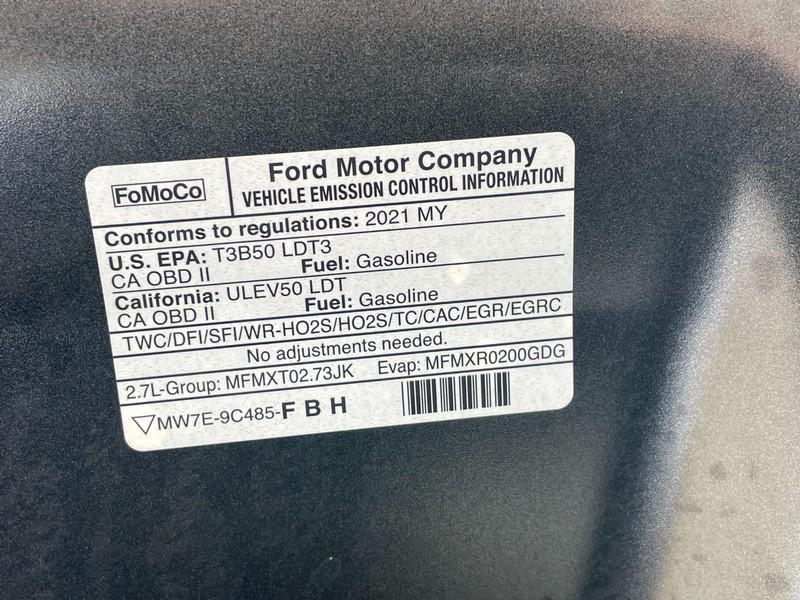 FoMoCo
Ford Motor Company
VEHICLE EMISSION CONTROL INFORMATION
Conforms to regulations: 2021 MY
U.S. EPA: T3B50 LDT3
CA OBD II Fuel: Gasoline
California: ULEV50 LDT
CA OBD II Fuel: Gasoline
TWC/DFI/SFI/WR-HO2S/HO2S/TC/CAC/EGR/EGRC
No adjustments needed.
2.7L-Group: MFMXT02.73JK Evap: MFMXR0200GDG
MW7E-9C485-F B H